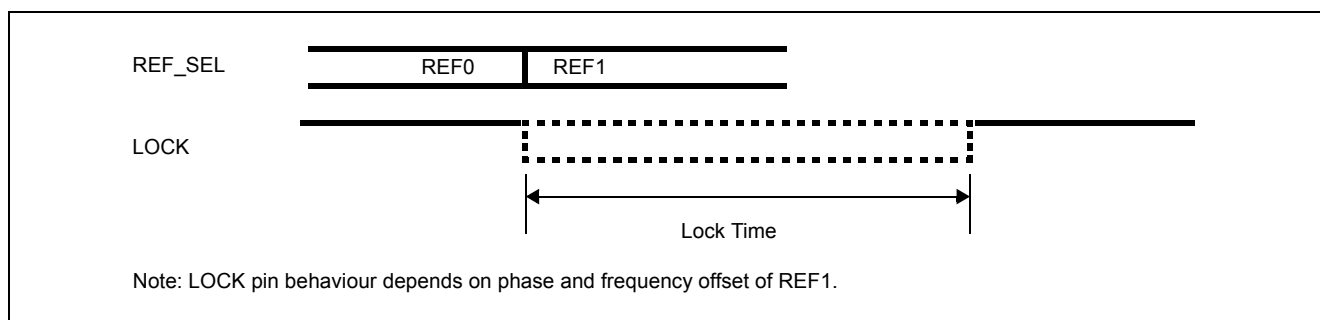 REF_SEL
REF0
REF1
LOCK
Lock Time
Note: LOCK pin behaviour depends on phase and frequency offset of REF1.